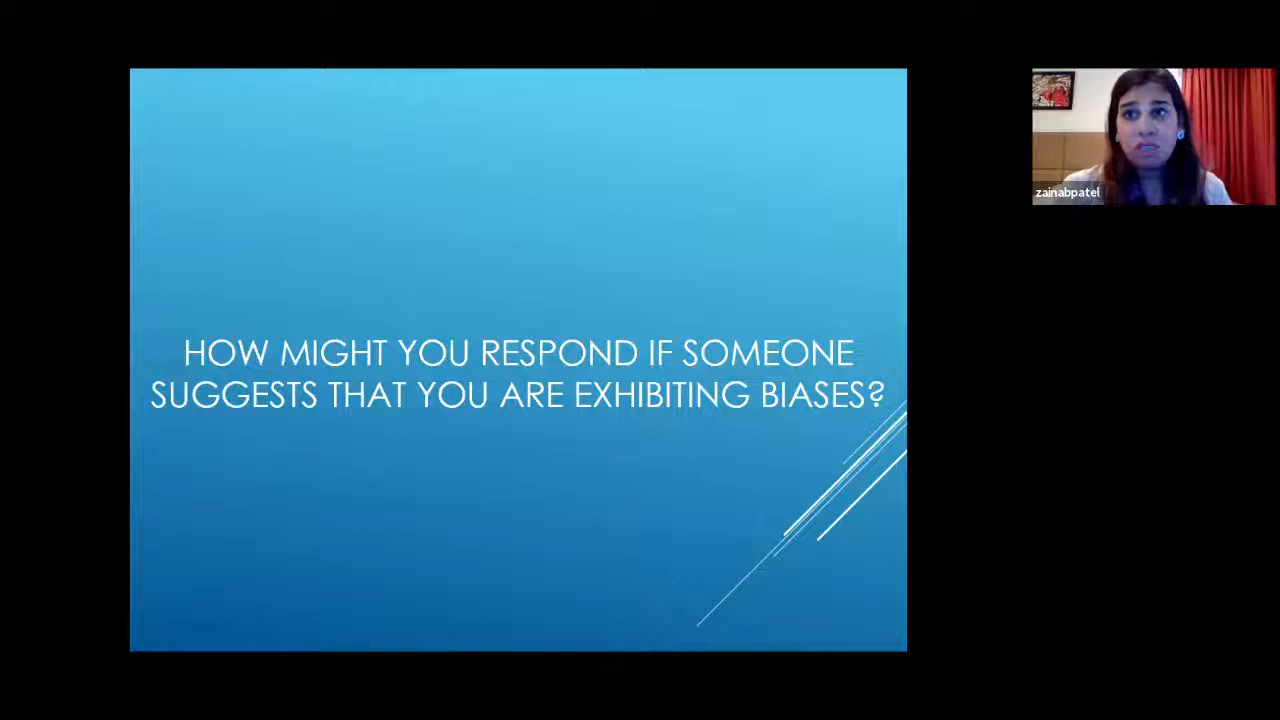 HOW MIGHT YOU RESPOND IF SOMEONE
SUGGESTS THAT YOU ARE EXHIBITING BIASES?
zainabpatel